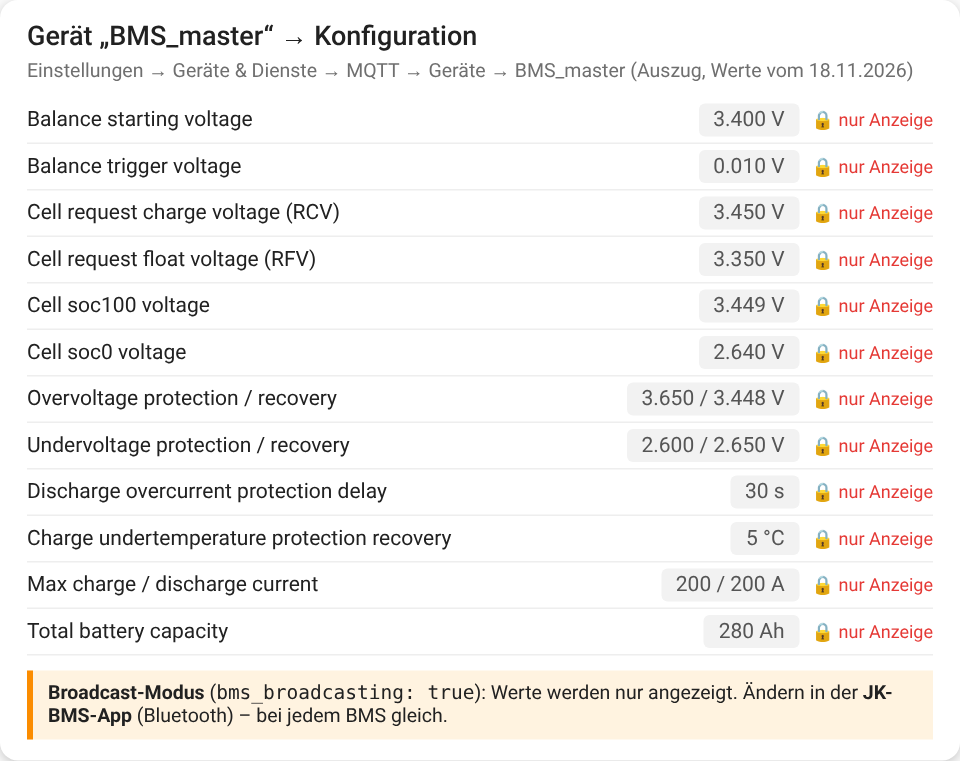 Gerät „BMS_master“ → Konfiguration
Einstellungen → Geräte & Dienste → MQTT → Geräte → BMS_master (Auszug, Werte vom 18.11.2026)
Balance starting voltage 3.400 V 🔒 nur Anzeige
Balance trigger voltage 0.010 V 🔒 nur Anzeige
Cell request charge voltage (RCV) 3.450 V 🔒 nur Anzeige
Cell request float voltage (RFV) 3.350 V 🔒 nur Anzeige
Cell soc100 voltage 3.449 V 🔒 nur Anzeige
Cell soc0 voltage 2.640 V 🔒 nur Anzeige
Overvoltage protection / recovery 3.650 / 3.448 V 🔒 nur Anzeige
Undervoltage protection / recovery 2.600 / 2.650 V 🔒 nur Anzeige
Discharge overcurrent protection delay 30 s 🔒 nur Anzeige
Charge undertemperature protection recovery 5 °C 🔒 nur Anzeige
Max charge / discharge current 200 / 200 A 🔒 nur Anzeige
Total battery capacity 280 Ah 🔒 nur Anzeige
Broadcast-Modus (bms_broadcasting: true): Werte werden nur angezeigt. Ändern in der JK-
BMS-App (Bluetooth) – bei jedem BMS gleich.